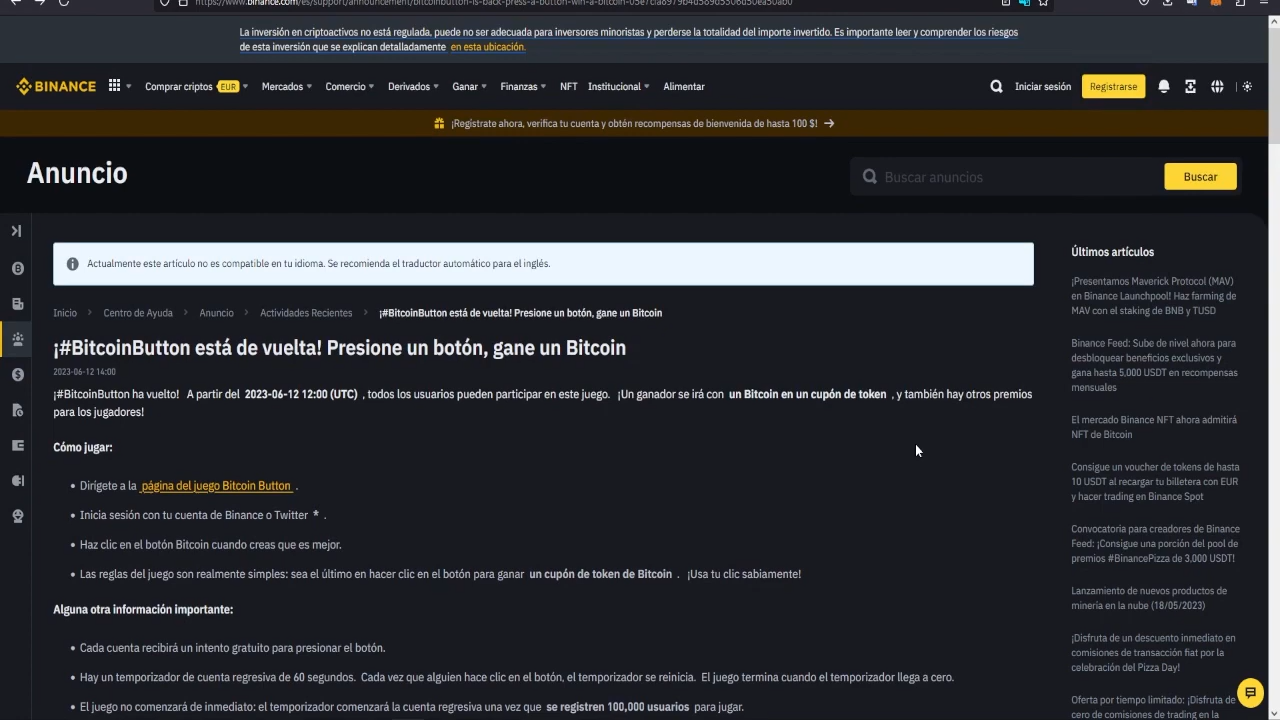 https://www.binance.com/es/support/announcement/bitcoinbutton-is-back-press-a-button-win-a-bitcoin-
La inversión en criptoactivos no está regulada, puede no ser adecuada para inversores minoristas y perderse la totalidad del importe invertido. Es importante leer y comprender los riesgos
de esta inversión que se explican detalladamente en esta ubicación.
BINANCE Comprar criptos EUR Mercados Comercio Derivados Ganar Finanzas NFT Institucional Alimentar Iniciar sesión Registrarse
¡Regístrate ahora, verifica tu cuenta y obtén recompensas de bienvenida de hasta 100 $! →
Anuncio
Buscar anuncios Buscar
Actualmente este artículo no es compatible en tu idioma. Se recomienda el traductor automático para el inglés.
Inicio > Centro de Ayuda > Anuncio > Actividades Recientes > ¡#BitcoinButton está de vuelta! Presione un botón, gane un Bitcoin
¡#BitcoinButton está de vuelta! Presione un botón, gane un Bitcoin
2023-06-12 14:00
¡#BitcoinButton ha vuelto! A partir del 2023-06-12 12:00 (UTC) , todos los usuarios pueden participar en este juego. ¡Un ganador se irá con un Bitcoin en un cupón de token , y también hay otros premios
para los jugadores!
Cómo jugar:
• Dirígete a la página del juego Bitcoin Button .
• Inicia sesión con tu cuenta de Binance o Twitter * .
• Haz clic en el botón Bitcoin cuando creas que es mejor.
• Las reglas del juego son realmente simples: sea el último en hacer clic en el botón para ganar un cupón de token de Bitcoin . ¡Usa tu clic sabiamente!
Alguna otra información importante:
• Cada cuenta recibirá un intento gratuito para presionar el botón.
• Hay un temporizador de cuenta regresiva de 60 segundos. Cada vez que alguien hace clic en el botón, el temporizador se reinicia. El juego termina cuando el temporizador llega a cero.
• El juego no comenzará de inmediato: el temporizador comenzará la cuenta regresiva una vez que se registren 100,000 usuarios para jugar.
Últimos artículos
¡Presentamos Maverick Protocol (MAV)
en Binance Launchpool! Haz farming de
MAV con el staking de BNB y TUSD
Binance Feed: Sube de nivel ahora para
desbloquear beneficios exclusivos y
gana hasta 5,000 USDT en recompensas
mensuales
El mercado Binance NFT ahora admitirá
NFT de Bitcoin
Consigue un voucher de tokens de hasta
10 USDT al recargar tu billetera con EUR
y hacer trading en Binance Spot
Convocatoria para creadores de Binance
Feed: ¡Consigue una porción del pool de
premios #BinancePizza de 3,000 USDT!
Lanzamiento de nuevos productos de
minería en la nube (18/05/2023)
¡Disfruta de un descuento inmediato en
comisiones de transacción fiat por la
celebración del Pizza Day!
Oferta por tiempo limitado: ¡Disfruta de
cero de comisiones de trading en la